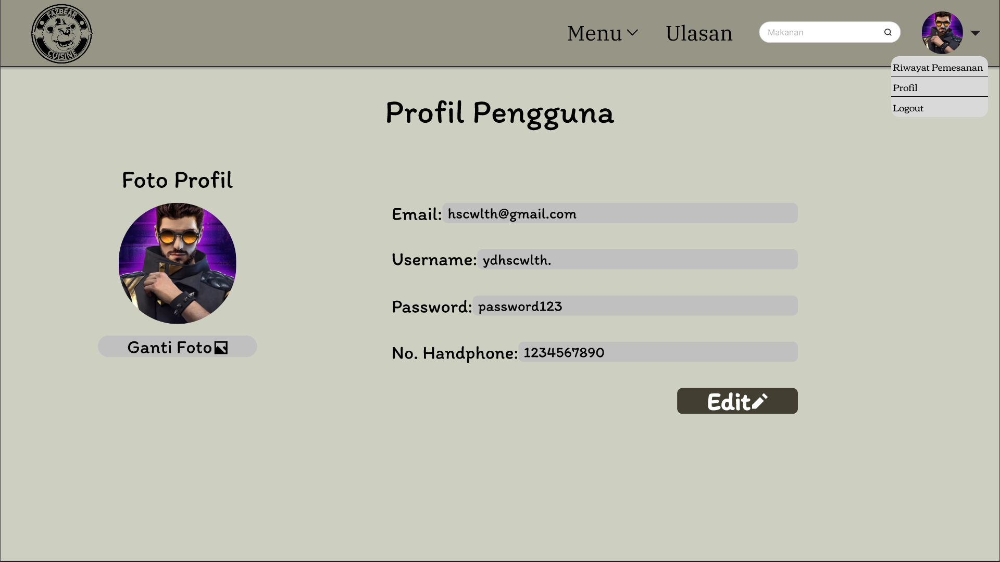 FAZBEAR
CUISINE
Menu
Ulasan
Makanan
Riwayat Pemesanan
Profil
Logout
Profil Pengguna
Foto Profil
Ganti Foto
Email: hscwlth@gmail.com
Username: ydhscwlth.
Password: password123
No. Handphone: 1234567890
Edit